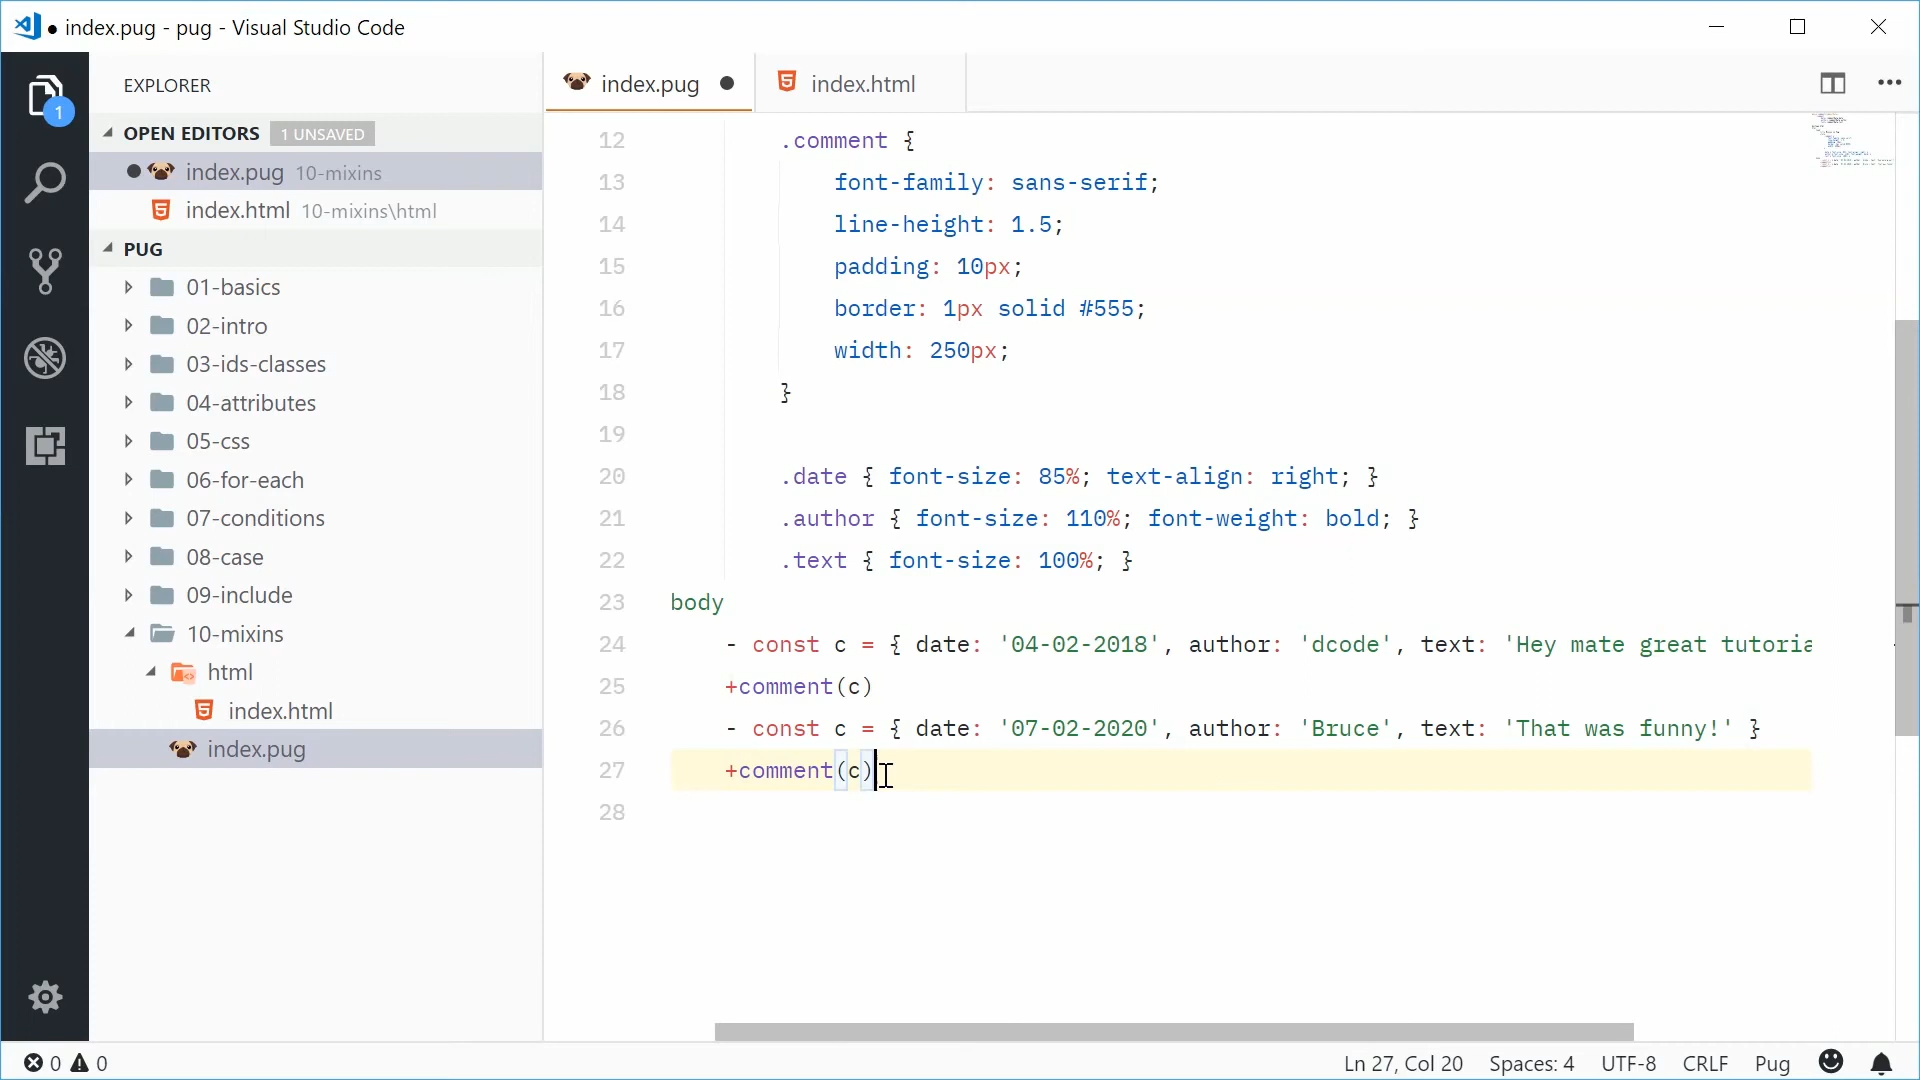 ● index.pug - pug - Visual Studio Code
EXPLORER
OPEN EDITORS 1 UNSAVED
index.pug 10-mixins
index.html 10-mixins\html
PUG
01-basics
02-intro
03-ids-classes
04-attributes
05-css
06-for-each
07-conditions
08-case
09-include
10-mixins
html
index.html
index.pug
1
index.pug
index.html
12 .comment {
13 font-family: sans-serif;
14 line-height: 1.5;
15 padding: 10px;
16 border: 1px solid #555;
17 width: 250px;
18 }
19
20 .date { font-size: 85%; text-align: right; }
21 .author { font-size: 110%; font-weight: bold; }
22 .text { font-size: 100%; }
23 body
24 - const c = { date: '04-02-2018', author: 'dcode', text: 'Hey mate great tutoria
25 +comment(c)
26 - const c = { date: '07-02-2020', author: 'Bruce', text: 'That was funny!' }
27 +comment(c)
28
0 0
Ln 27, Col 20 Spaces: 4 UTF-8 CRLF Pug